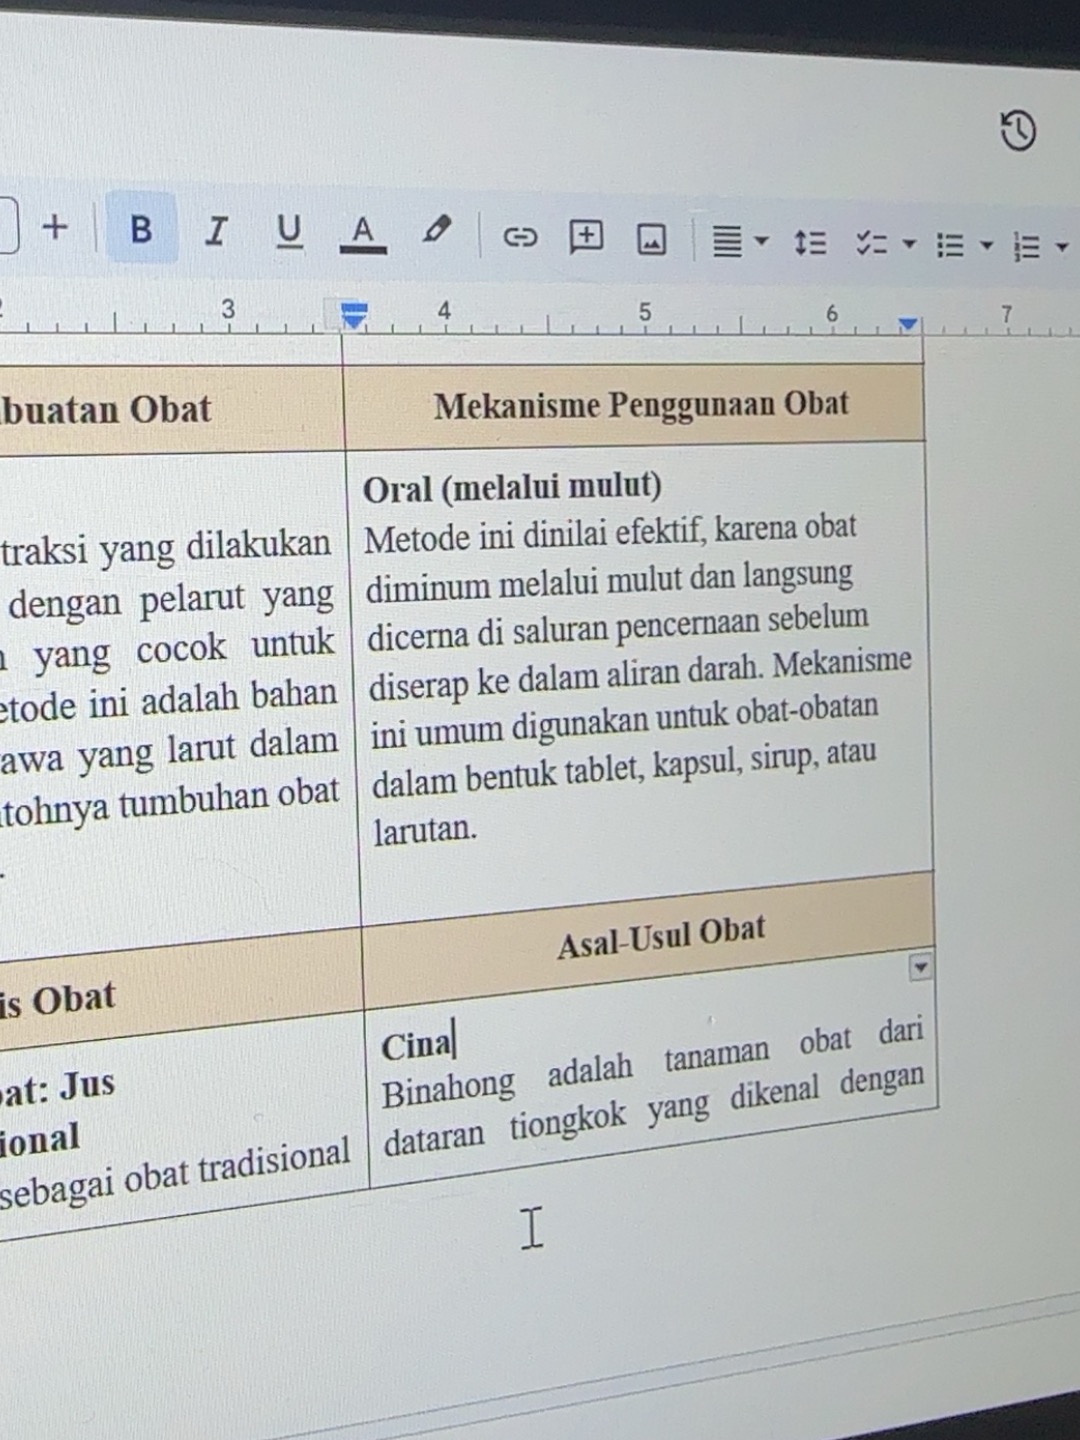 B I U A
3 4 5 6 7
buatan Obat
Mekanisme Penggunaan Obat
traksi yang dilakukan
dengan pelarut yang
yang cocok untuk
etode ini adalah bahan
awa yang larut dalam
tohnya tumbuhan obat
.
Oral (melalui mulut)
Metode ini dinilai efektif, karena obat
diminum melalui mulut dan langsung
dicerna di saluran pencernaan sebelum
diserap ke dalam aliran darah. Mekanisme
ini umum digunakan untuk obat-obatan
dalam bentuk tablet, kapsul, sirup, atau
larutan.
is Obat
Asal-Usul Obat
at: Jus
ional
sebagai obat tradisional
Cina
Binahong adalah tanaman obat dari
dataran tiongkok yang dikenal dengan